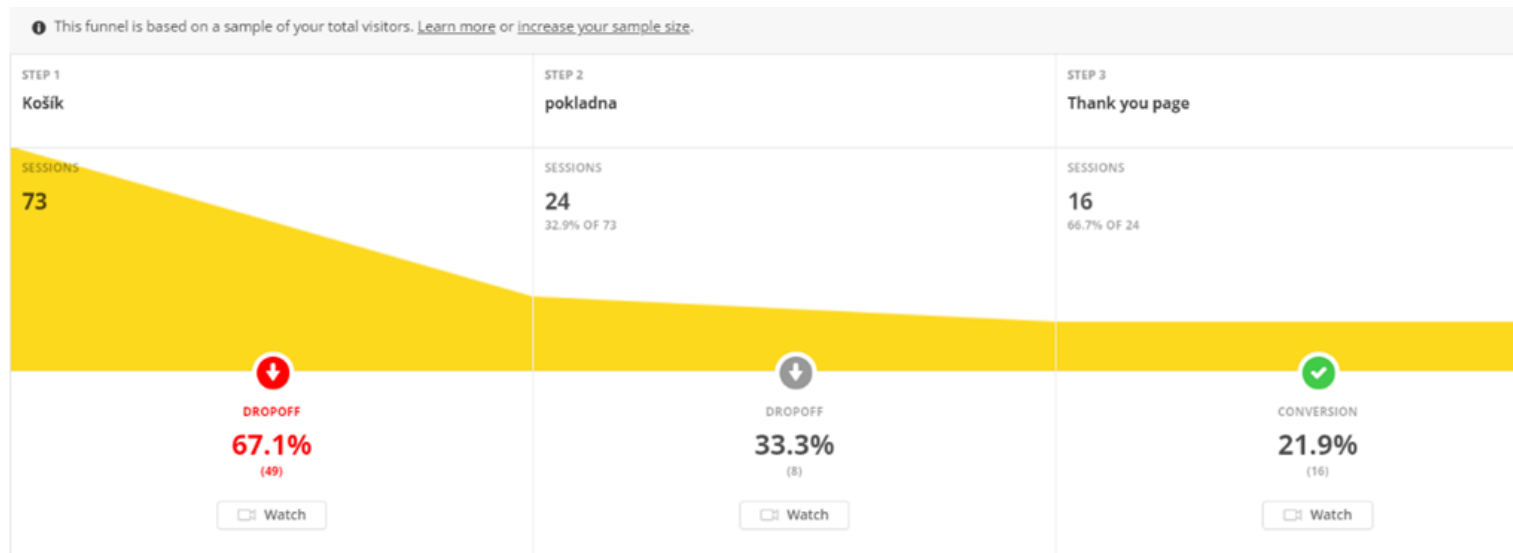 This funnel is based on a sample of your total visitors. Learn more or increase your sample size.
STEP 1
Košík
STEP 2
pokladna
STEP 3
Thank you page
SESSIONS
73
SESSIONS
24
32.9% OF 73
SESSIONS
16
66.7% OF 24
DROPOFF
67.1%
(49)
Watch
DROPOFF
33.3%
(8)
Watch
CONVERSION
21.9%
(16)
Watch